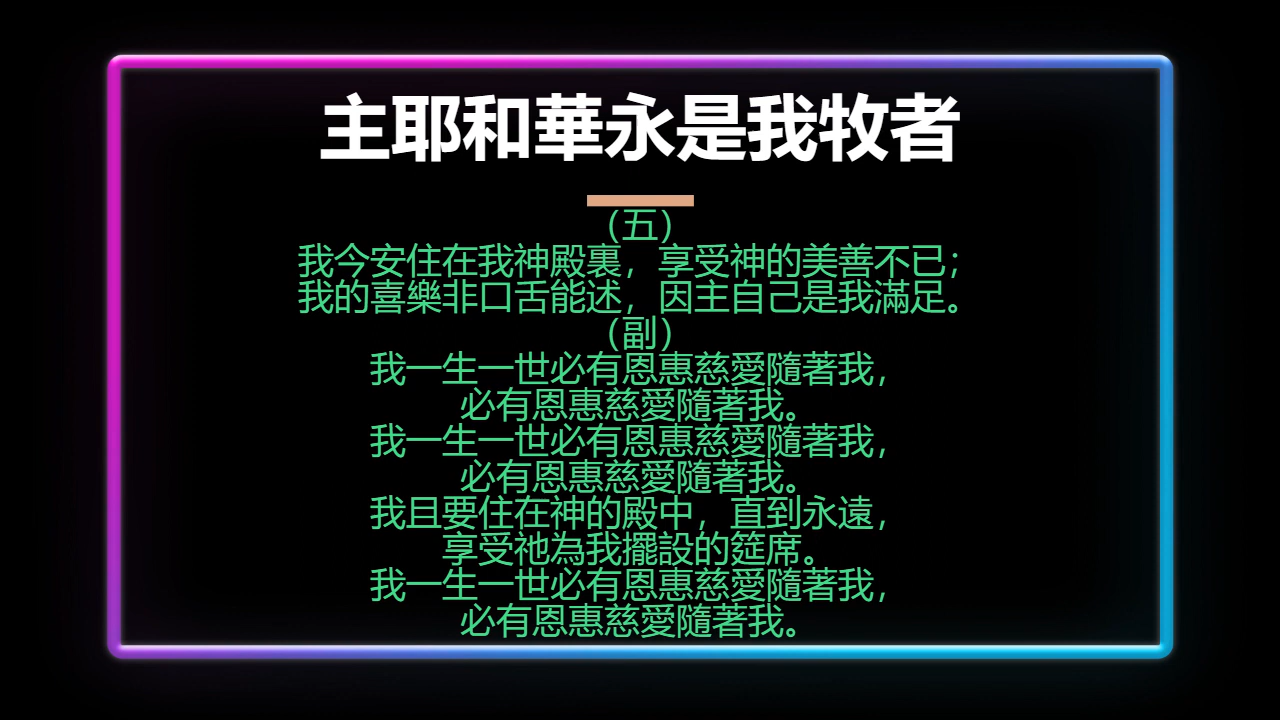 主耶和華永是我牧者
（五）
我今安住在我神殿裏，享受神的美善不已；
我的喜樂非口舌能述，因主自己是我滿足。
（副）
我一生一世必有恩惠慈愛隨著我，
必有恩惠慈愛隨著我。
我一生一世必有恩惠慈愛隨著我，
必有恩惠慈愛隨著我。
我且要住在神的殿中，直到永遠，
享受祂為我擺設的筵席。
我一生一世必有恩惠慈愛隨著我，
必有恩惠慈愛隨著我。